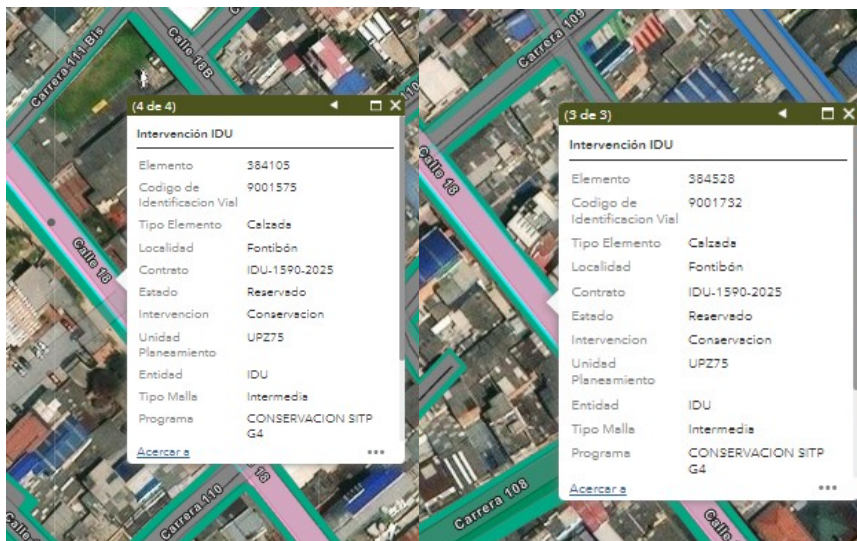 Carrera 111 Bis
Calle 18B
(4 de 4)
Intervención IDU
Elemento 384105
Codigo de Identificacion Vial 9001575
Tipo Elemento Calzada
Localidad Fontibón
Contrato IDU-1590-2025
Estado Reservado
Intervencion Conservacion
Unidad Planeamiento UPZ75
Entidad IDU
Tipo Malla Intermedia
Programa CONSERVACION SITP G4
Acercar a
Calle 18
18
Carrera 110
Calle
110
Carrera 109
Calle 18
(3 de 3)
Intervención IDU
Elemento 384528
Codigo de Identificacion Vial 9001732
Tipo Elemento Calzada
Localidad Fontibón
Contrato IDU-1590-2025
Estado Reservado
Intervencion Conservacion
Unidad Planeamiento UPZ75
Entidad IDU
Tipo Malla Intermedia
Programa CONSERVACION SITP G4
Acercar a
Carrera 108
Calle